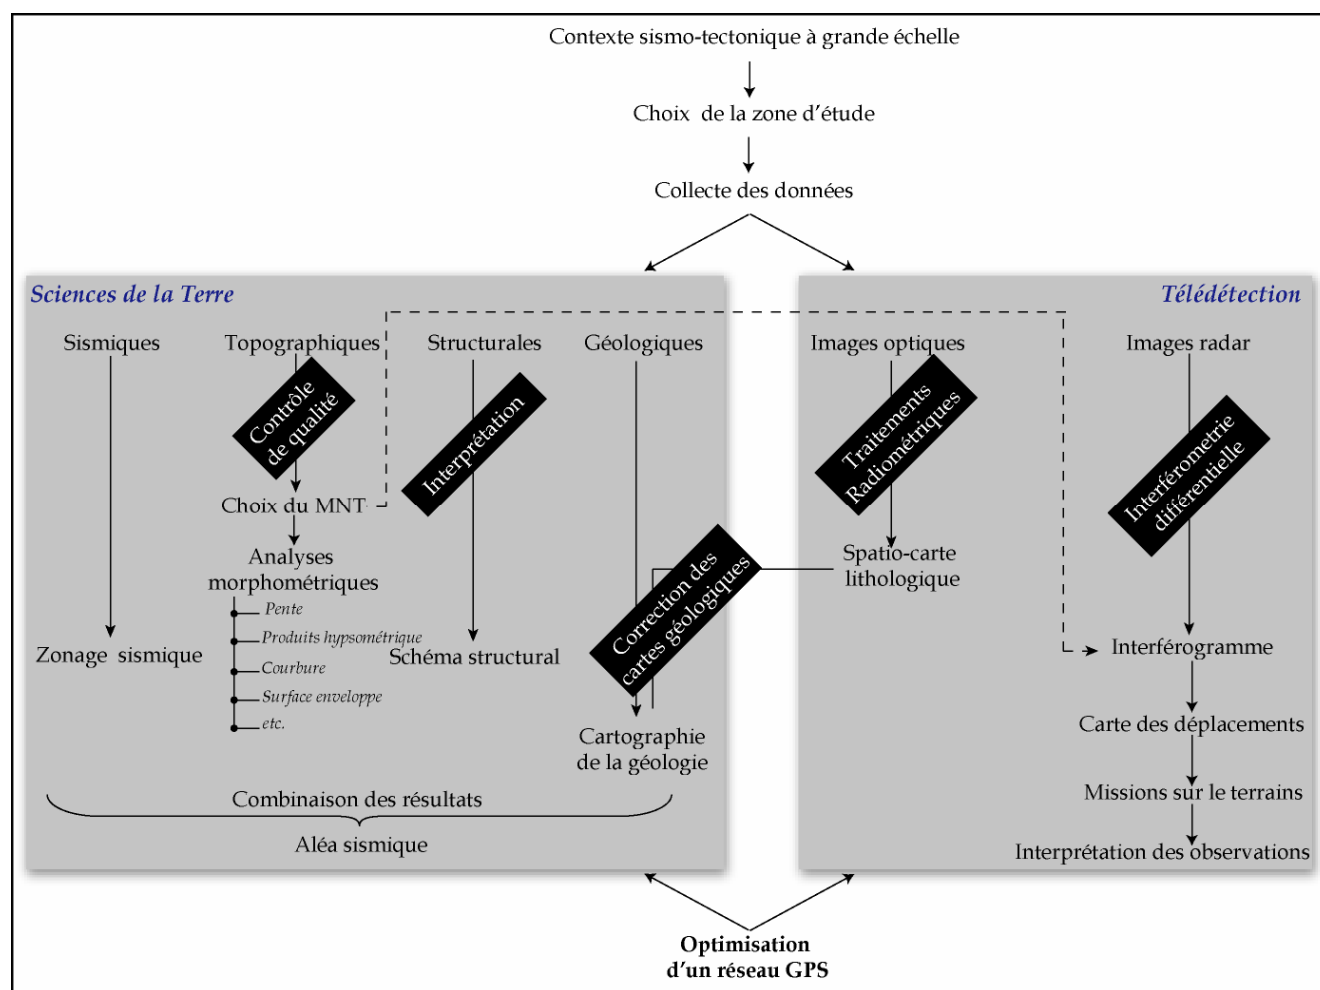 Contexte sismo-tectonique à grande échelle
Choix de la zone d'étude
Collecte des données
Sciences de la Terre
Télédétection
Sismiques
Topographiques
Structurales
Géologiques
Images optiques
Images radar
Contrôle
de qualité
Interprétation
Traitements
Radiométriques
Interférometrie
différentielle
Choix du MNT
Analyses
morphométriques
Pente
Produits hypsométrique
Courbure
Surface enveloppe
etc.
Zonage sismique
Schéma structural
Correction des
cartes géologiques
Spatio-carte
lithologique
Cartographie
de la géologie
Interférogramme
Carte des déplacements
Missions sur le terrains
Interprétation des observations
Combinaison des résultats
Aléa sismique
Optimisation
d'un réseau GPS